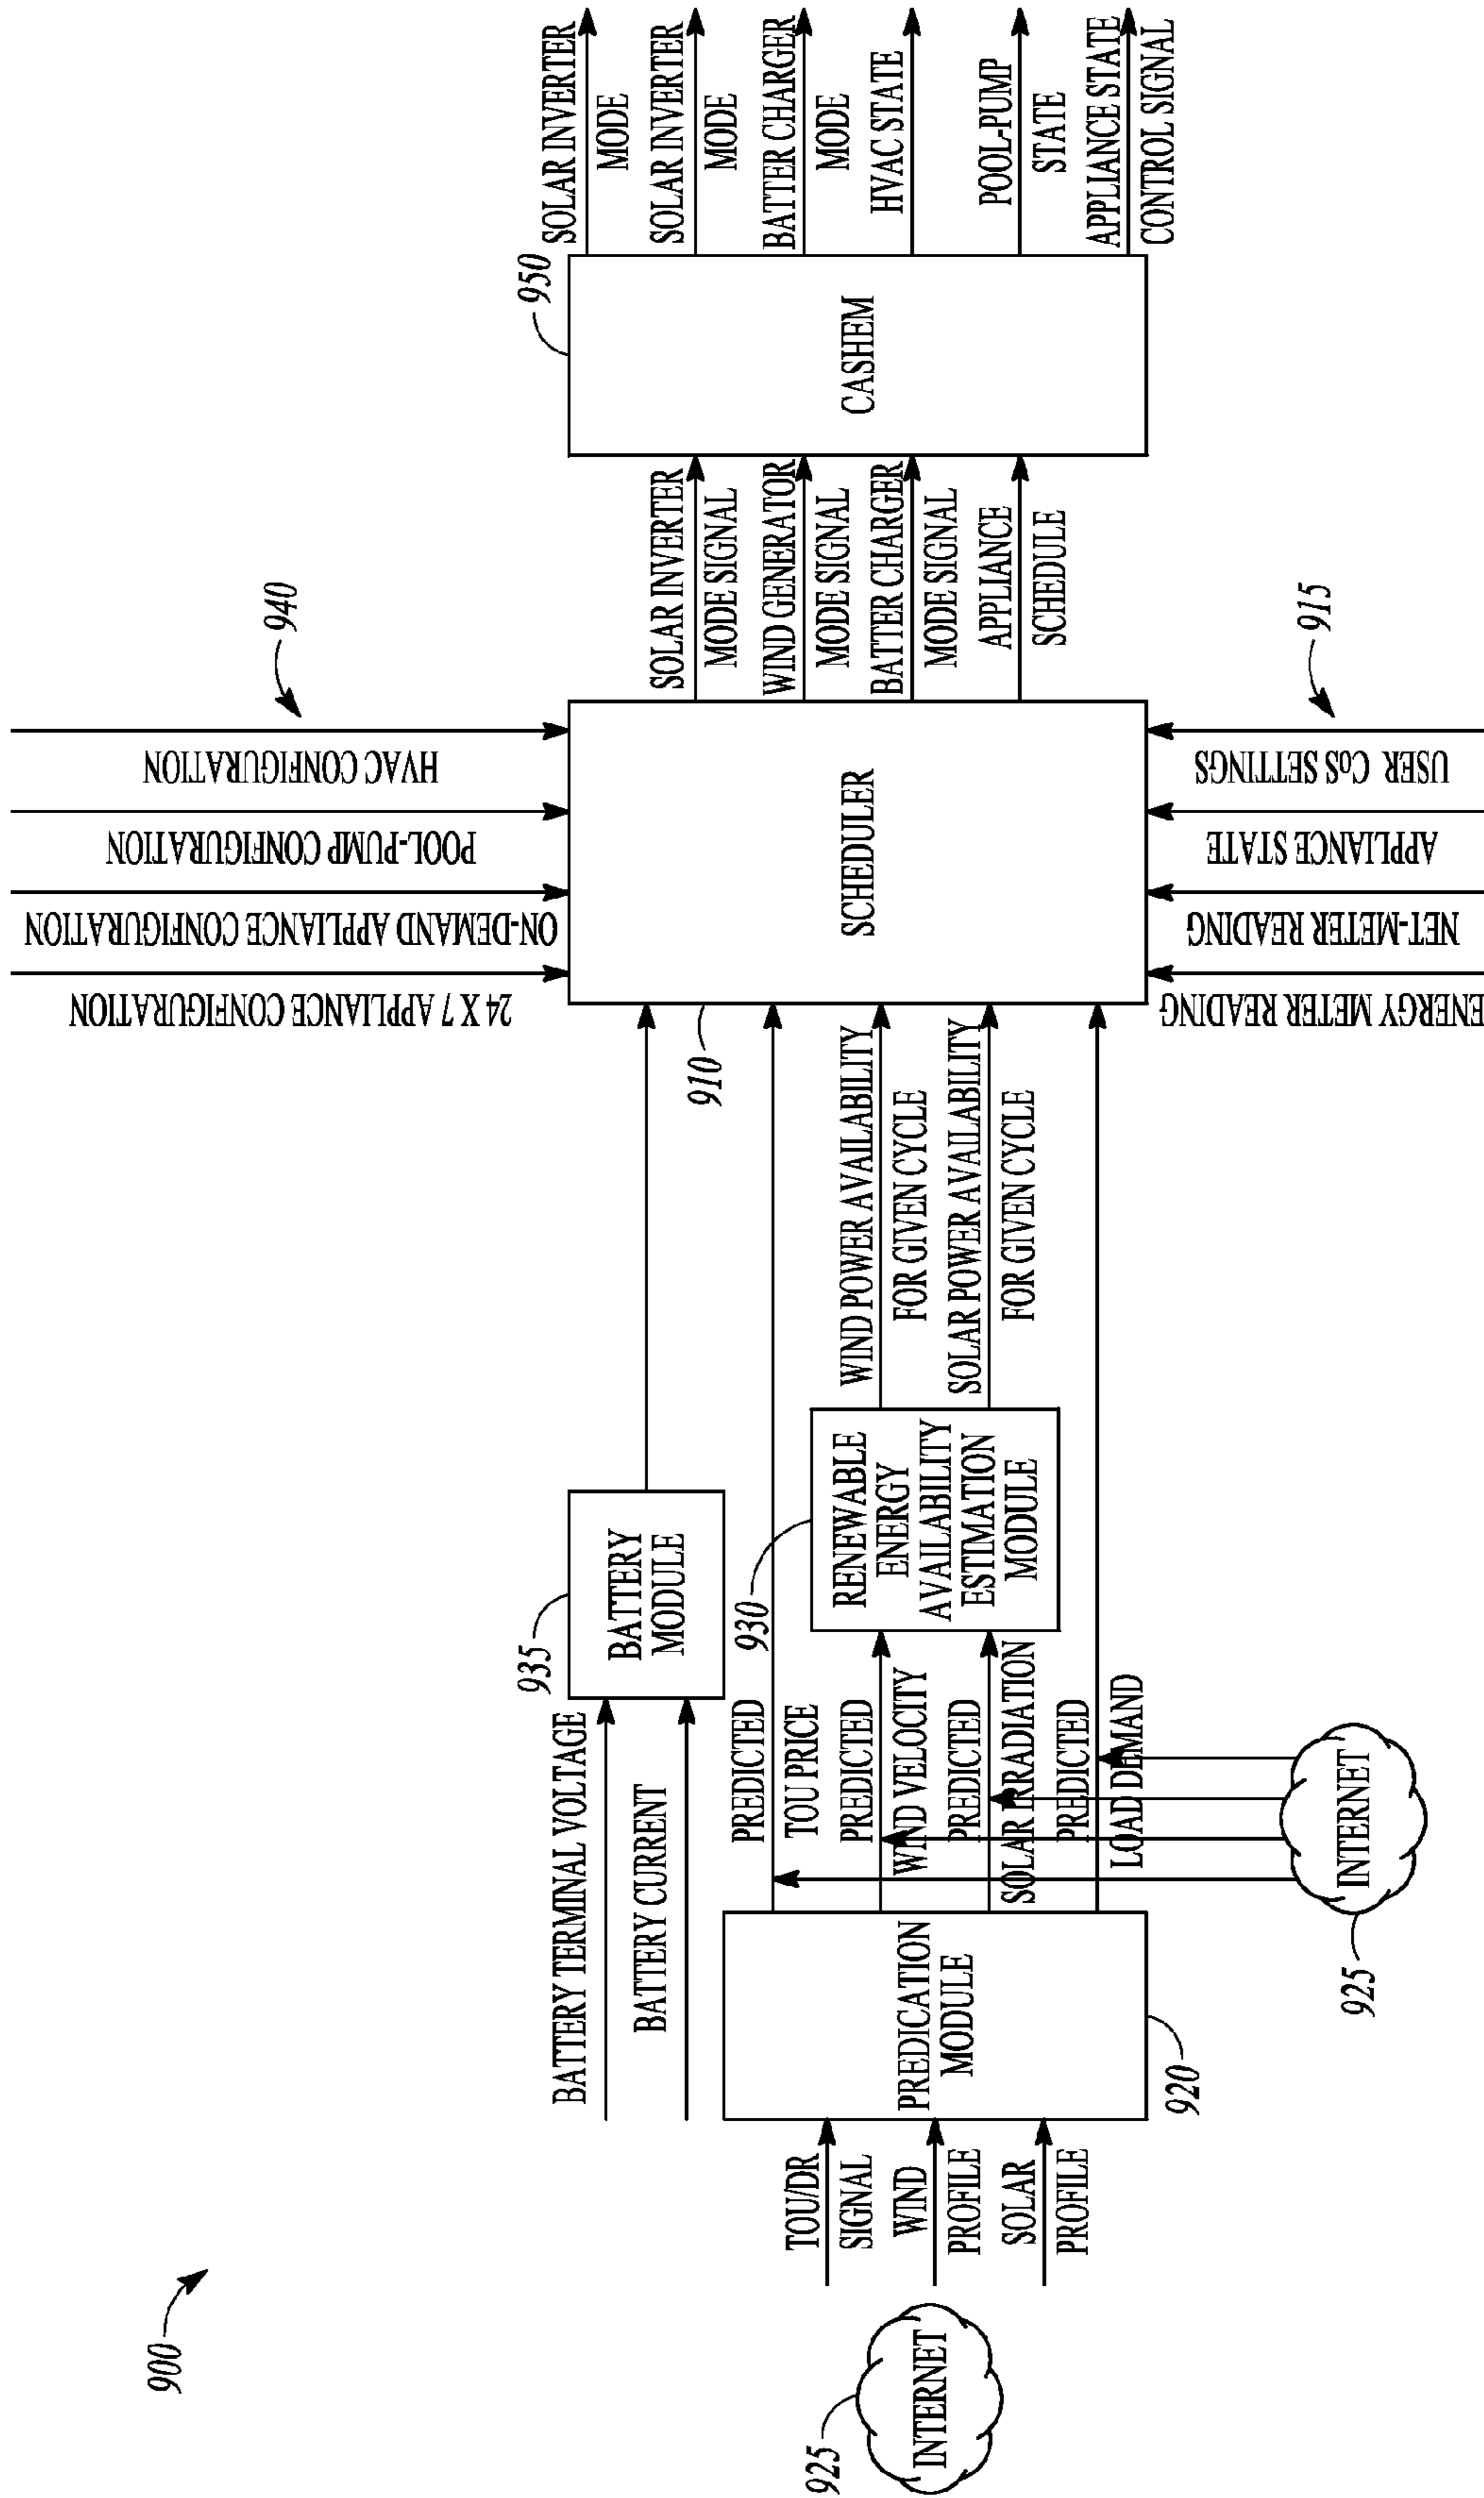 900
925
INTERNET
TOU/DR
SIGNAL
WIND
PROFILE
SOLAR
PROFILE
BATTERY TERMINAL VOLTAGE
BATTERY CURRENT
935
BATTERY
MODULE
PREDICATION
MODULE
920
PREDICTED
TOU PRICE
PREDICTED
WIND VELOCITY
PREDICTED
SOLAR IRRADIATION
PREDICTED
LOAD DEMAND
925
INTERNET
930
RENEWABLE
ENERGY
AVAILABILITY
ESTIMATION
MODULE
WIND POWER AVAILABILITY
FOR GIVEN CYCLE
SOLAR POWER AVAILABILITY
FOR GIVEN CYCLE
910
24 X 7 APPLIANCE CONFIGURATION
ON-DEMAND APPLIANCE CONFIGURATION
POOL-PUMP CONFIGURATION
HVAC CONFIGURATION
940
SCHEDULER
ENERGY METER READING
NET-METER READING
APPLIANCE STATE
USER CoS SETTINGS
915
SOLAR INVERTER
MODE SIGNAL
WIND GENERATOR
MODE SIGNAL
BATTER CHARGER
MODE SIGNAL
APPLIANCE
SCHEDULE
950
CASHEM
SOLAR INVERTER
MODE
SOLAR INVERTER
MODE
BATTER CHARGER
MODE
HVAC STATE
POOL-PUMP
STATE
APPLIANCE STATE
CONTROL SIGNAL